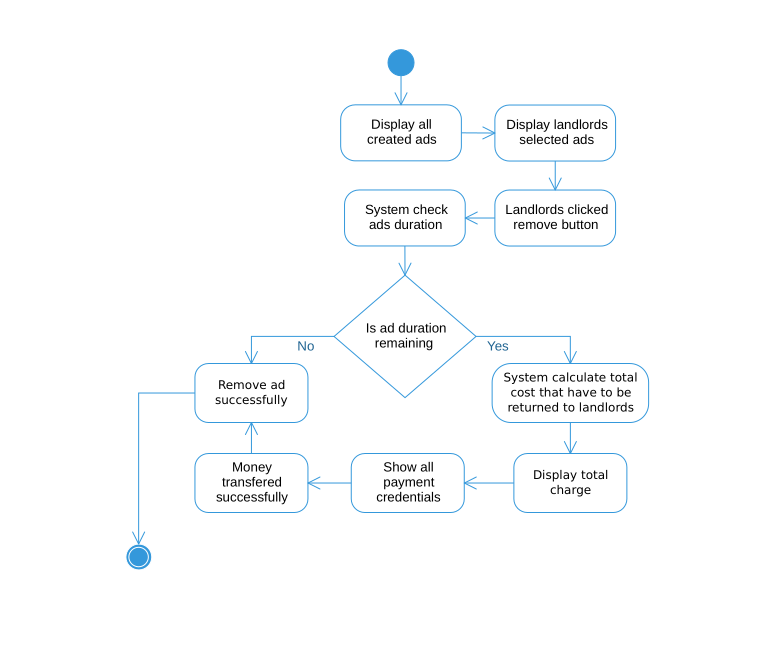 Display all
created ads
Display landlords
selected ads
System check
ads duration
Landlords clicked
remove button
Is ad duration
remaining
No
Yes
Remove ad
successfully
System calculate total
cost that have to be
returned to landlords
Money
transfered
successfully
Show all
payment
credentials
Display total
charge